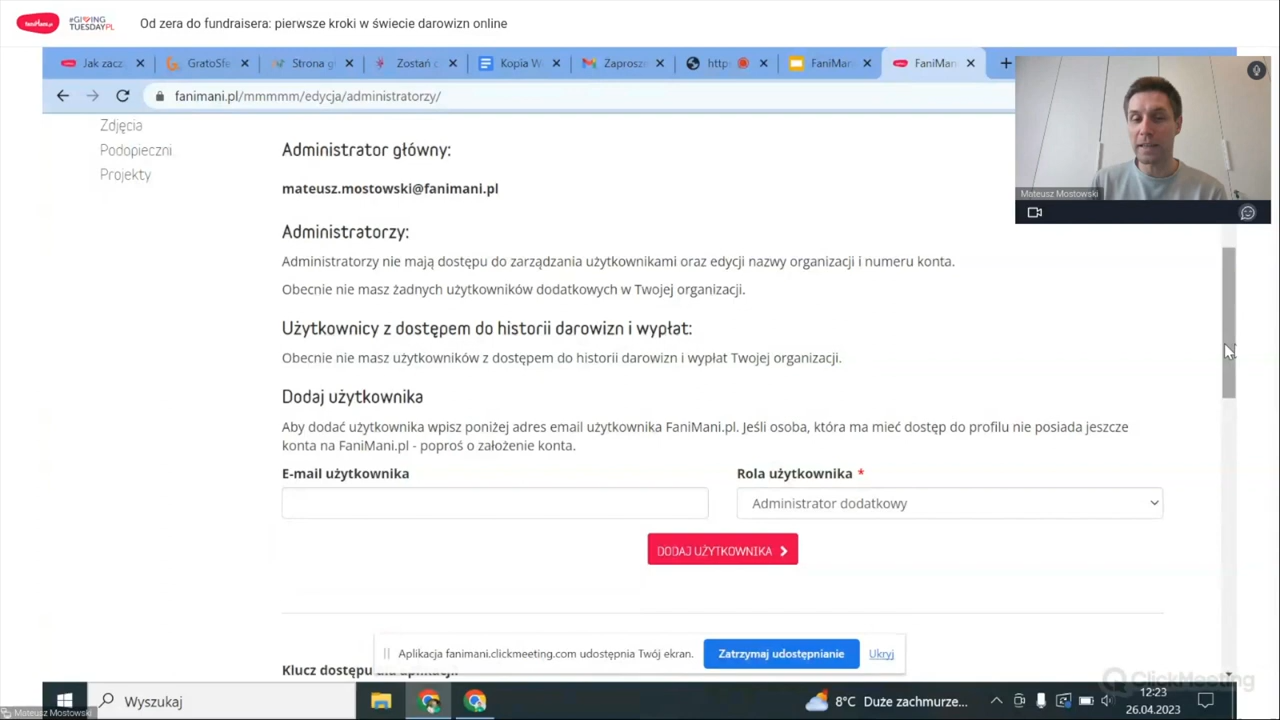 faniMani.pl
#GIVING
TUESDAYPL
Od zera do fundraisera: pierwsze kroki w świecie darowizn online
Jak zacz
GratoSfe
Strona g
Zostań
Kopia W
Zaprosz
http
FaniMan
FaniMan
fanimani.pl/mmmmm/edycja/administratorzy/
Zdjęcia
Podopieczni
Projekty
Administrator główny:
mateusz.mostowski@fanimani.pl
Administratorzy:
Administratorzy nie mają dostępu do zarządzania użytkownikami oraz edycji nazwy organizacji i numeru konta.
Obecnie nie masz żadnych użytkowników dodatkowych w Twojej organizacji.
Użytkownicy z dostępem do historii darowizn i wypłat:
Obecnie nie masz użytkowników z dostępem do historii darowizn i wypłat Twojej organizacji.
Dodaj użytkownika
Aby dodać użytkownika wpisz poniżej adres email użytkownika FaniMani.pl. Jeśli osoba, która ma mieć dostęp do profilu nie posiada jeszcze
konta na FaniMani.pl - poproś o założenie konta.
E-mail użytkownika
Rola użytkownika *
Administrator dodatkowy
DODAJ UŻYTKOWNIKA
Mateusz Mostowski
Aplikacja fanimani.clickmeeting.com udostępnia Twój ekran.
Zatrzymaj udostępnianie
Ukryj
Klucz dostępu dla aplikacji:
ClickMeeting
Wyszukaj
8°C Duże zachmurze...
12:23
26.04.2023
Mateusz Mostowski